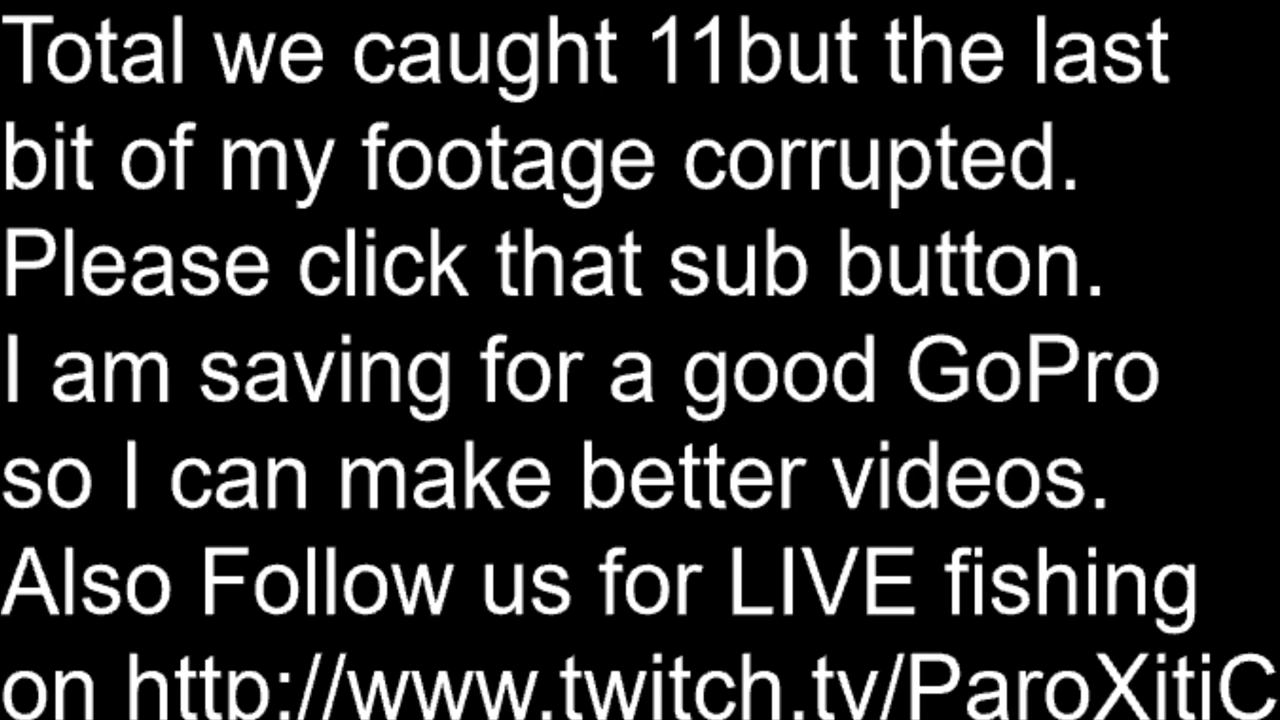 Total we caught 11but the last
bit of my footage corrupted.
Please click that sub button.
I am saving for a good GoPro
so I can make better videos.
Also Follow us for LIVE fishing
on http://www.twitch.tv/ParoXitiC